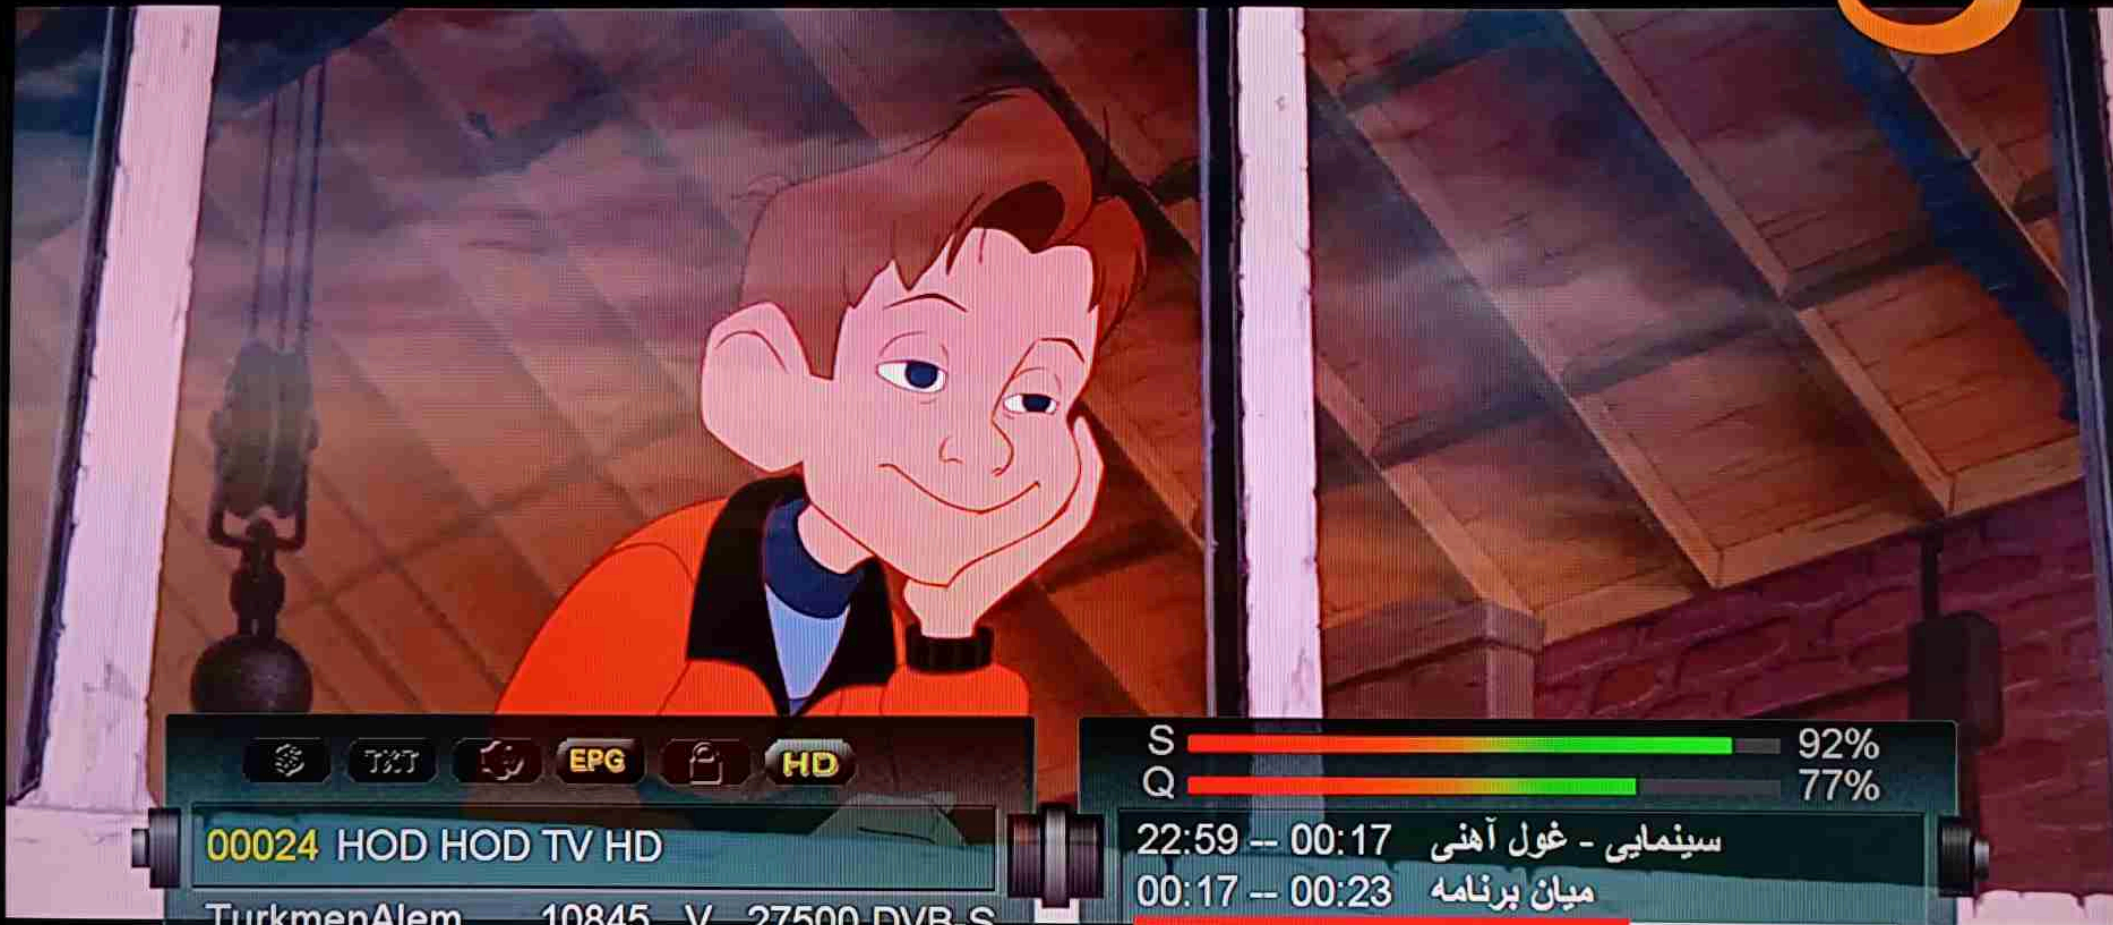 TXT EPG HD
S 92%
Q 77%
00024 HOD HOD TV HD
22:59 -- 00:17 سینمایی - غول آهنی
00:17 -- 00:23 میان برنامه
TurkmenAlem 10845 V 27500 DVB-S